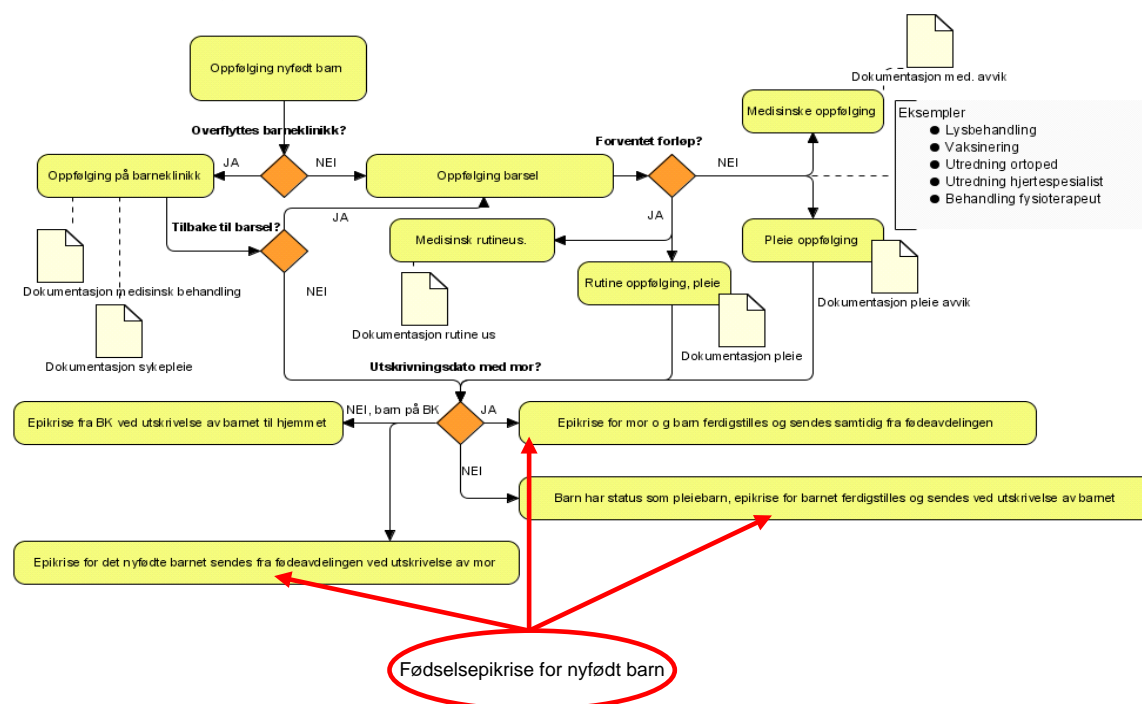 Oppfølging nyfødt barn
Dokumentasjon med. avvik
Overflyttes barneklinikk?
Medisinske oppfølging
Eksempler
● Lysbehandling
● Vaksinering
● Utredning ortoped
● Utredning hjertespesialist
● Behandling fysioterapeut
Forventet forløp?
JA
NEI
NEI
Oppfølging på barneklinikk
Oppfølging barsel
Tilbake til barsel?
JA
JA
Medisinsk rutineus.
Pleie oppfølging
NEI
Rutine oppfølging, pleie
Dokumentasjon medisinsk behandling
Dokumentasjon pleie avvik
Dokumentasjon rutine us
Dokumentasjon pleie
Dokumentasjon sykepleie
Utskrivningsdato med mor?
NEI, barn på BK
JA
Epikrise fra BK ved utskrivelse av barnet til hjemmet
Epikrise for mor o g barn ferdigstilles og sendes samtidig fra fødeavdelingen
NEI
Barn har status som pleiebarn, epikrise for barnet ferdigstilles og sendes ved utskrivelse av barnet
Epikrise for det nyfødte barnet sendes fra fødeavdelingen ved utskrivelse av mor
Fødselsepikrise for nyfødt barn